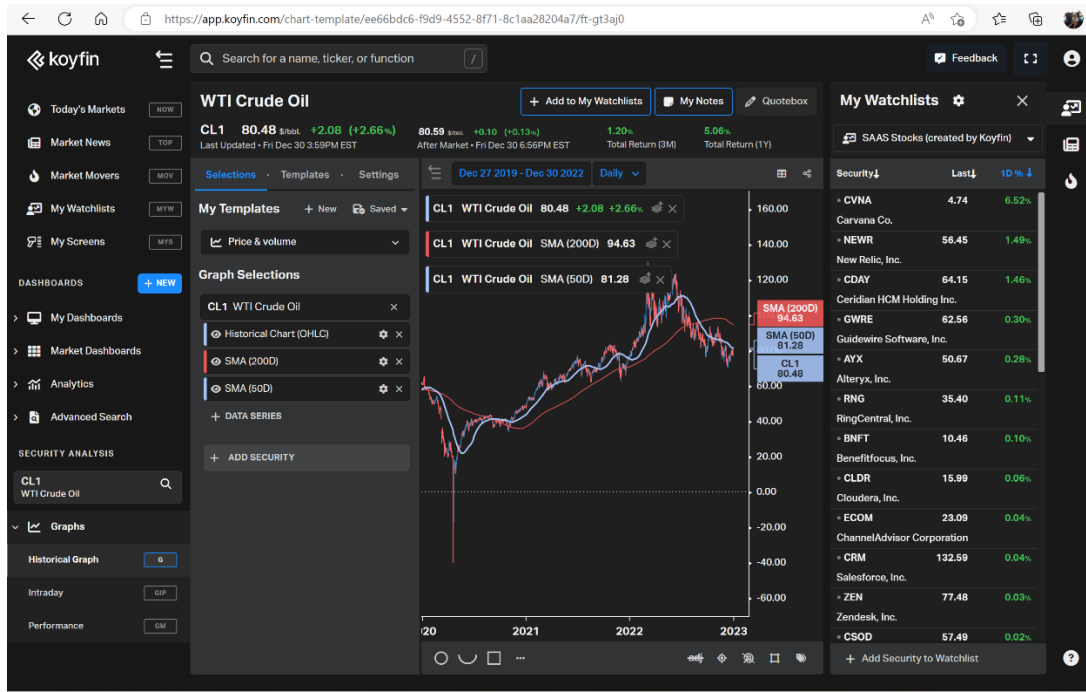 https://app.koyfin.com/chart-template/ee66bdc6-f9d9-4552-8f71-8c1aa28204a7/ft-gt3aj0
koyfin
Search for a name, ticker, or function /
Feedback
Today's Markets NOW
Market News TOP
Market Movers MOV
My Watchlists MYW
My Screens MYS
DASHBOARDS + NEW
My Dashboards
Market Dashboards
Analytics
Advanced Search
SECURITY ANALYSIS
CL1
WTI Crude Oil
Graphs
Historical Graph G
Intraday GIP
Performance GM
WTI Crude Oil
+ Add to My Watchlists
My Notes
Quotebox
CL1 80.48 $/bbl. +2.08 (+2.66%)
Last Updated • Fri Dec 30 3:59PM EST
80.59 +0.10 (+0.13%)
After Market • Fri Dec 30 6:56PM EST
1.20%
Total Return (3M)
5.06%
Total Return (1Y)
Selections · Templates · Settings
My Templates + New Saved
Price & volume
Graph Selections
CL1 WTI Crude Oil ×
Historical Chart (OHLC) ×
SMA (200D) ×
SMA (50D) ×
+ DATA SERIES
+ ADD SECURITY
Dec 27 2019 - Dec 30 2022 Daily
CL1 WTI Crude Oil 80.48 +2.08 +2.66% ×
CL1 WTI Crude Oil SMA (200D) 94.63 ×
CL1 WTI Crude Oil SMA (50D) 81.28 ×
160.00
140.00
120.00
SMA (200D)
94.63
SMA (50D)
81.28
CL1
80.48
60.00
40.00
20.00
0.00
-20.00
-40.00
-60.00
20 2021 2022 2023
adj
My Watchlists ×
SAAS Stocks (created by Koyfin)
Security↓ Last↓ 1D % ↓
CVNA 4.74 6.52%
Carvana Co.
NEWR 56.45 1.49%
New Relic, Inc.
CDAY 64.15 1.46%
Ceridian HCM Holding Inc.
GWRE 62.56 0.30%
Guidewire Software, Inc.
AYX 50.67 0.28%
Alteryx, Inc.
RNG 35.40 0.11%
RingCentral, Inc.
BNFT 10.46 0.10%
Benefitfocus, Inc.
CLDR 15.99 0.06%
Cloudera, Inc.
ECOM 23.09 0.04%
ChannelAdvisor Corporation
CRM 132.59 0.04%
Salesforce, Inc.
ZEN 77.48 0.03%
Zendesk, Inc.
CSOD 57.49 0.02%
+ Add Security to Watchlist
?